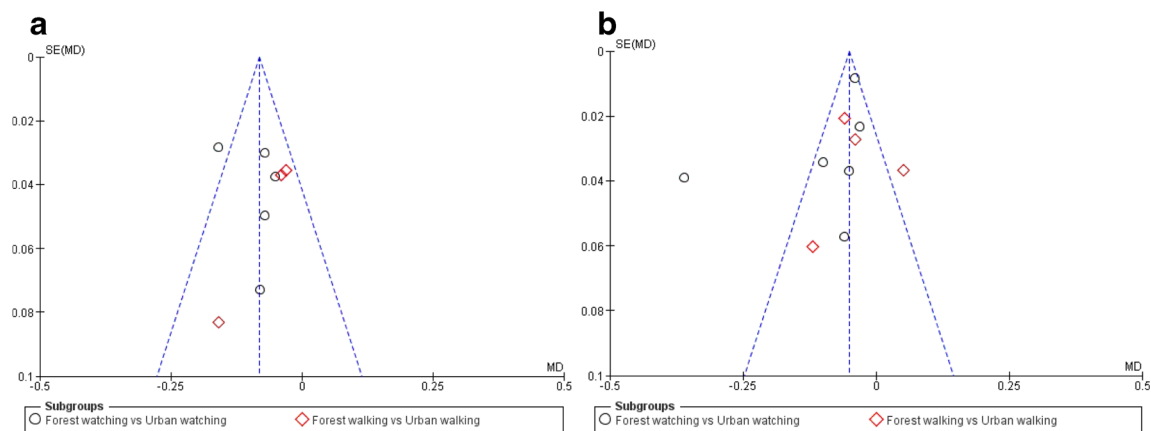 a
SE(MD)
0
0.02
0.04
0.06
0.08
0.1
-0.5
-0.25
0
0.25
0.5
MD
Subgroups
Forest watching vs Urban watching
Forest walking vs Urban walking
b
SE(MD)
0
0.02
0.04
0.06
0.08
0.1
-0.5
-0.25
0
0.25
0.5
MD
Subgroups
Forest watching vs Urban watching
Forest walking vs Urban walking